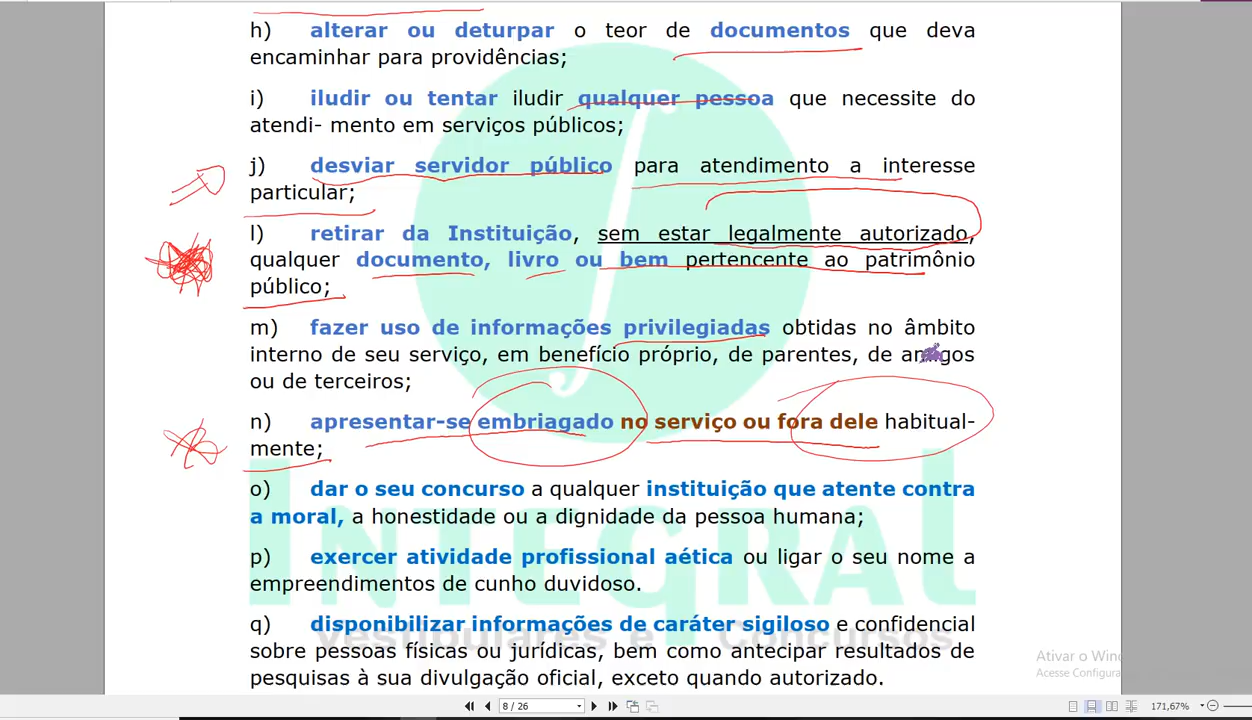 h) alterar ou deturpar o teor de documentos que deva
encaminhar para providências;
i) iludir ou tentar iludir qualquer pessoa que necessite do
atendi- mento em serviços públicos;
j) desviar servidor público para atendimento a interesse
particular;
l) retirar da Instituição, sem estar legalmente autorizado,
qualquer documento, livro ou bem pertencente ao patrimônio
público;
m) fazer uso de informações privilegiadas obtidas no âmbito
interno de seu serviço, em benefício próprio, de parentes, de amigos
ou de terceiros;
n) apresentar-se embriagado no serviço ou fora dele habitual-
mente;
o) dar o seu concurso a qualquer instituição que atente contra
a moral, a honestidade ou a dignidade da pessoa humana;
p) exercer atividade profissional aética ou ligar o seu nome a
empreendimentos de cunho duvidoso.
INTEGRAL
q) disponibilizar informações de caráter sigiloso e confidencial
Vestibulares e Concursos
sobre pessoas físicas ou jurídicas, bem como antecipar resultados de
pesquisas à sua divulgação oficial, exceto quando autorizado.
Ativar o Win
Acesse Configura
8 / 26
171,67%